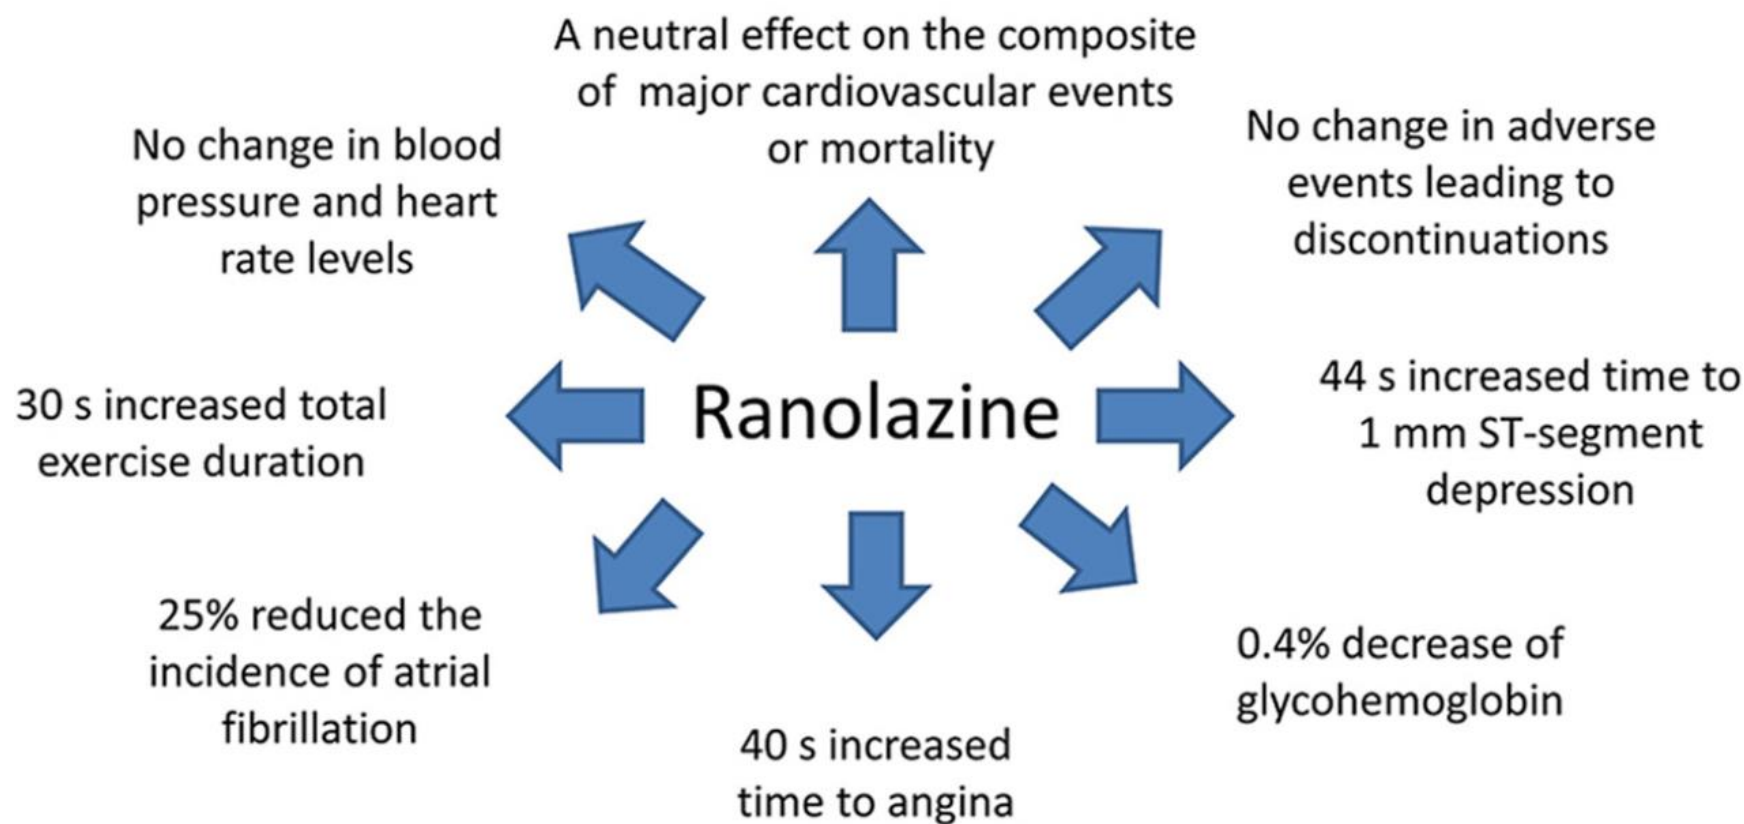 A neutral effect on the composite
of major cardiovascular events
or mortality
No change in blood
pressure and heart
rate levels
No change in adverse
events leading to
discontinuations
30 s increased total
exercise duration
Ranolazine
44 s increased time to
1 mm ST-segment
depression
25% reduced the
incidence of atrial
fibrillation
40 s increased
time to angina
0.4% decrease of
glycohemoglobin